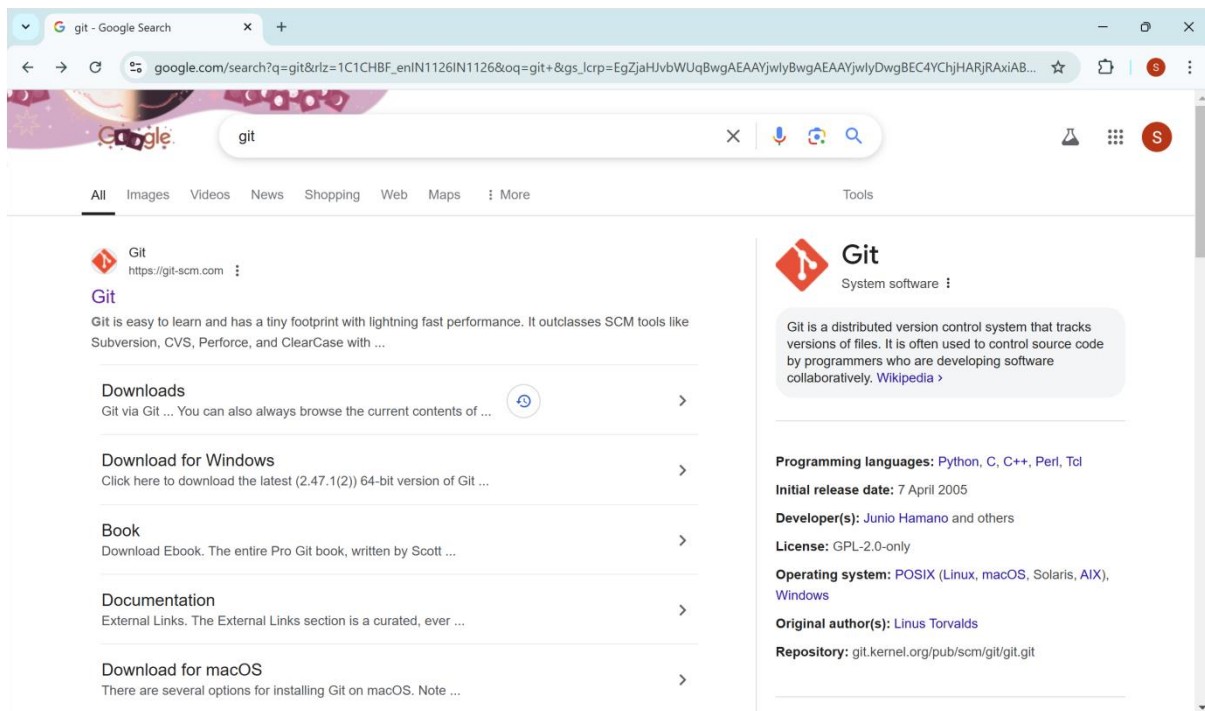 git - Google Search
google.com/search?q=git&rlz=1C1CHBF_enIN1126IN1126&oq=git+&gs_lcrp=EgZjaHJvbWUqBwgAEAAYjwIyBwgAEAAYjwIyDwgBEC4YChjHARjRAxiAB...
S
Google
git
S
All Images Videos News Shopping Web Maps More
Tools
Git
https://git-scm.com
Git
Git is easy to learn and has a tiny footprint with lightning fast performance. It outclasses SCM tools like
Subversion, CVS, Perforce, and ClearCase with ...
Downloads
Git via Git ... You can also always browse the current contents of ...
Download for Windows
Click here to download the latest (2.47.1(2)) 64-bit version of Git ...
Book
Download Ebook. The entire Pro Git book, written by Scott ...
Documentation
External Links. The External Links section is a curated, ever ...
Download for macOS
There are several options for installing Git on macOS. Note ...
Git
System software
Git is a distributed version control system that tracks
versions of files. It is often used to control source code
by programmers who are developing software
collaboratively. Wikipedia ›
Programming languages: Python, C, C++, Perl, Tcl
Initial release date: 7 April 2005
Developer(s): Junio Hamano and others
License: GPL-2.0-only
Operating system: POSIX (Linux, macOS, Solaris, AIX),
Windows
Original author(s): Linus Torvalds
Repository: git.kernel.org/pub/scm/git/git.git